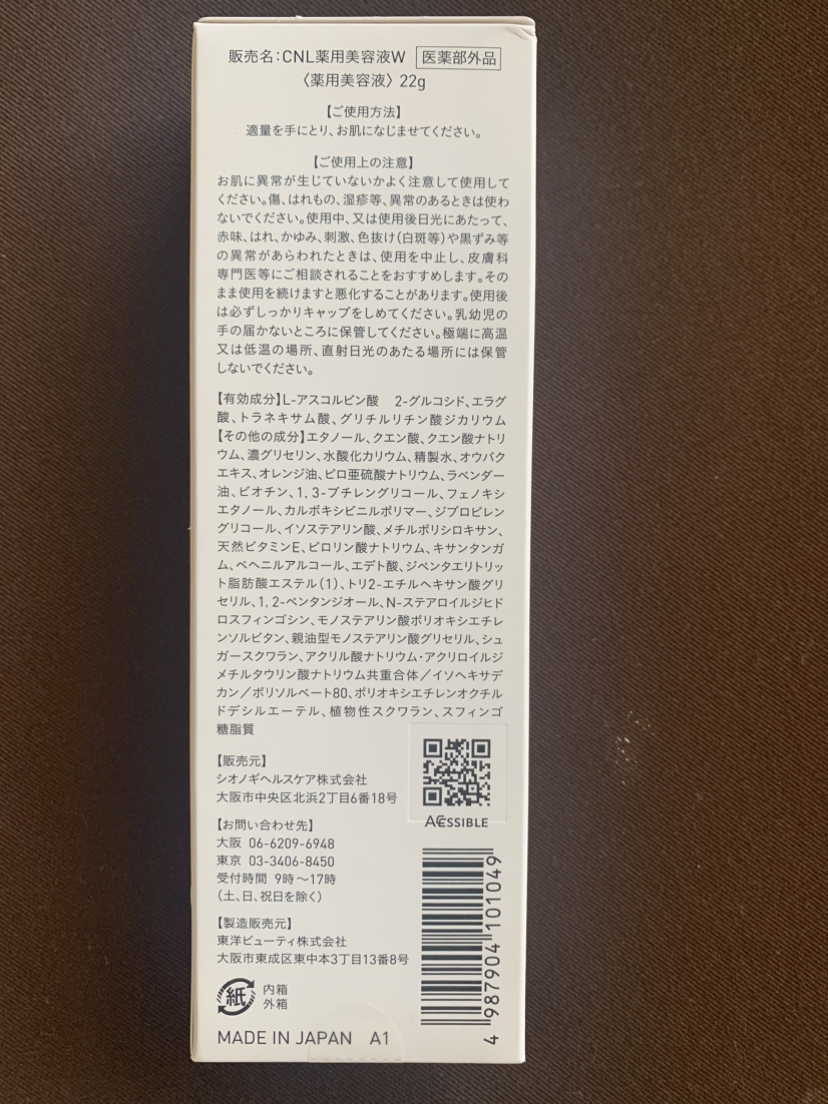 販売名：CNL薬用美容液W 医薬部外品
〈薬用美容液〉22g
【ご使用方法】
適量を手にとり、お肌になじませてください。
【ご使用上の注意】
お肌に異常が生じていないかよく注意して使用して
ください。傷、はれもの、湿疹等、異常のあるときは使わ
ないでください。使用中、又は使用後日光にあたって、
赤味、はれ、かゆみ、刺激、色抜け(白斑等)や黒ずみ等
の異常があらわれたときは、使用を中止し、皮膚科
専門医等にご相談されることをおすすめします。その
まま使用を続けますと悪化することがあります。使用後
は必ずしっかりキャップをしめてください。乳幼児の
手の届かないところに保管してください。極端に高温
又は低温の場所、直射日光のあたる場所には保管
しないでください。
【有効成分】L-アスコルビン酸　2-グルコシド、エラグ
酸、トラネキサム酸、グリチルリチン酸ジカリウム
【その他の成分】エタノール、クエン酸、クエン酸ナトリ
ウム、濃グリセリン、水酸化カリウム、精製水、オウバク
エキス、オレンジ油、ピロ亜硫酸ナトリウム、ラベンダー
油、ビオチン、1，3-ブチレングリコール、フェノキシ
エタノール、カルボキシビニルポリマー、ジプロピレン
グリコール、イソステアリン酸、メチルポリシロキサン、
天然ビタミンE、ピロリン酸ナトリウム、キサンタンガ
ム、ベヘニルアルコール、エデト酸、ジペンタエリトリッ
ト脂肪酸エステル(1)、トリ2-エチルヘキサン酸グリ
セリル、1，2-ペンタンジオール、N-ステアロイルジヒド
ロスフィンゴシン、モノステアリン酸ポリオキシエチレ
ンソルビタン、親油型モノステアリン酸グリセリル、シュ
ガースクワラン、アクリル酸ナトリウム・アクリロイルジ
メチルタウリン酸ナトリウム共重合体／イソヘキサデ
カン／ポリソルベート80、ポリオキシエチレンオクチル
ドデシルエーテル、植物性スクワラン、スフィンゴ
糖脂質
【販売元】
シオノギヘルスケア株式会社
大阪市中央区北浜2丁目6番18号
ACCESSIBLE
【お問い合わせ先】
大阪 06-6209-6948
東京 03-3406-8450
受付時間 9時～17時
(土、日、祝日を除く)
【製造販売元】
東洋ビューティ株式会社
大阪市東成区東中本3丁目13番8号
紙 内箱
外箱
MADE IN JAPAN A1
4 987904 101049